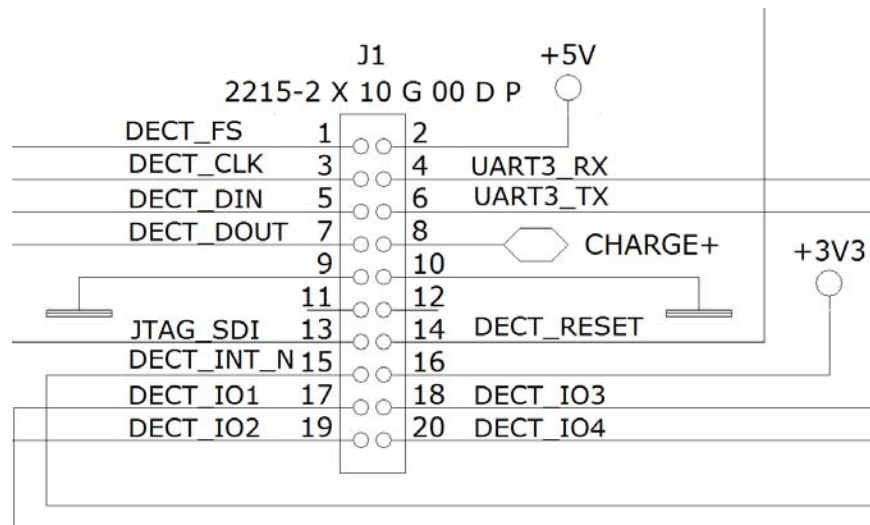 J1 +5V
2215-2 X 10 G 00 D P
DECT_FS 1 2
DECT_CLK 3 4 UART3_RX
DECT_DIN 5 6 UART3_TX
DECT_DOUT 7 8 CHARGE+
+3V3
9 10
11 12
JTAG_SDI 13 14 DECT_RESET
DECT_INT_N 15 16
DECT_IO1 17 18 DECT_IO3
DECT_IO2 19 20 DECT_IO4